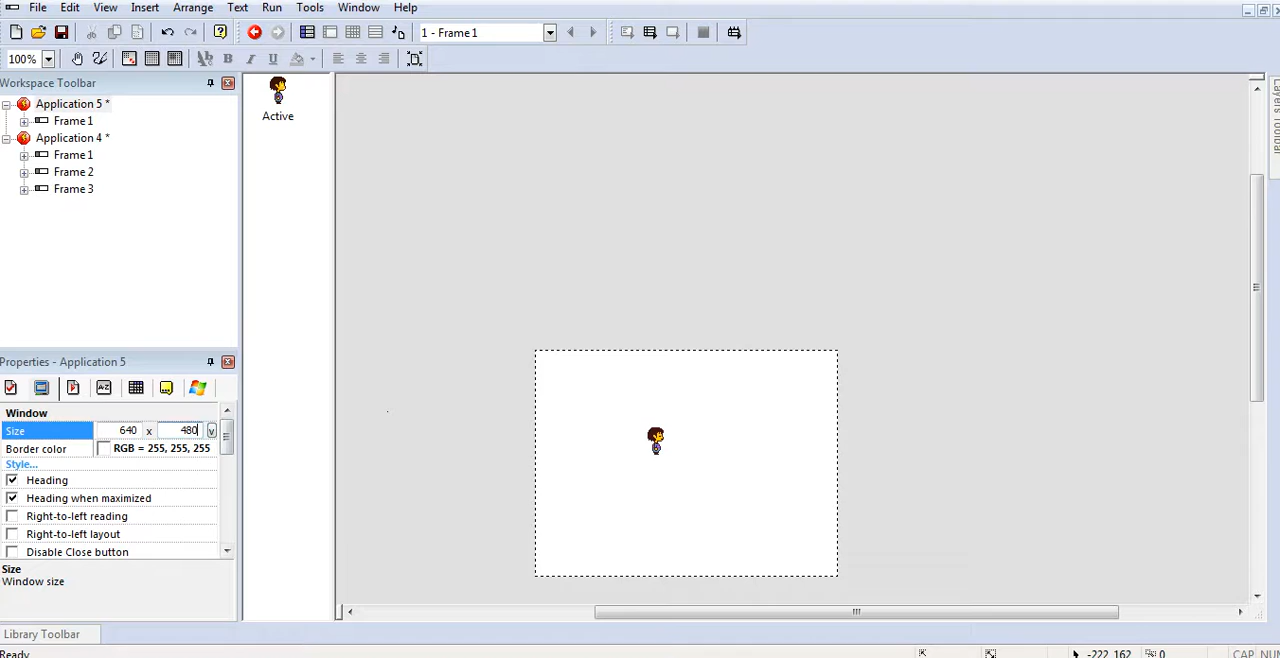 File Edit View Insert Arrange Text Run Tools Window Help
1 - Frame1
100%
Workspace Toolbar
Application 5 *
Frame 1
Application 4 *
Frame 1
Frame 2
Frame 3
Active
Layers Toolbar
Properties - Application 5
Window
Size 640 x 480
Border color RGB = 255, 255, 255
Style...
Heading
Heading when maximized
Right-to-left reading
Right-to-left layout
Disable Close button
Size
Window size
Library Toolbar
Ready -222, 162 0 CAP